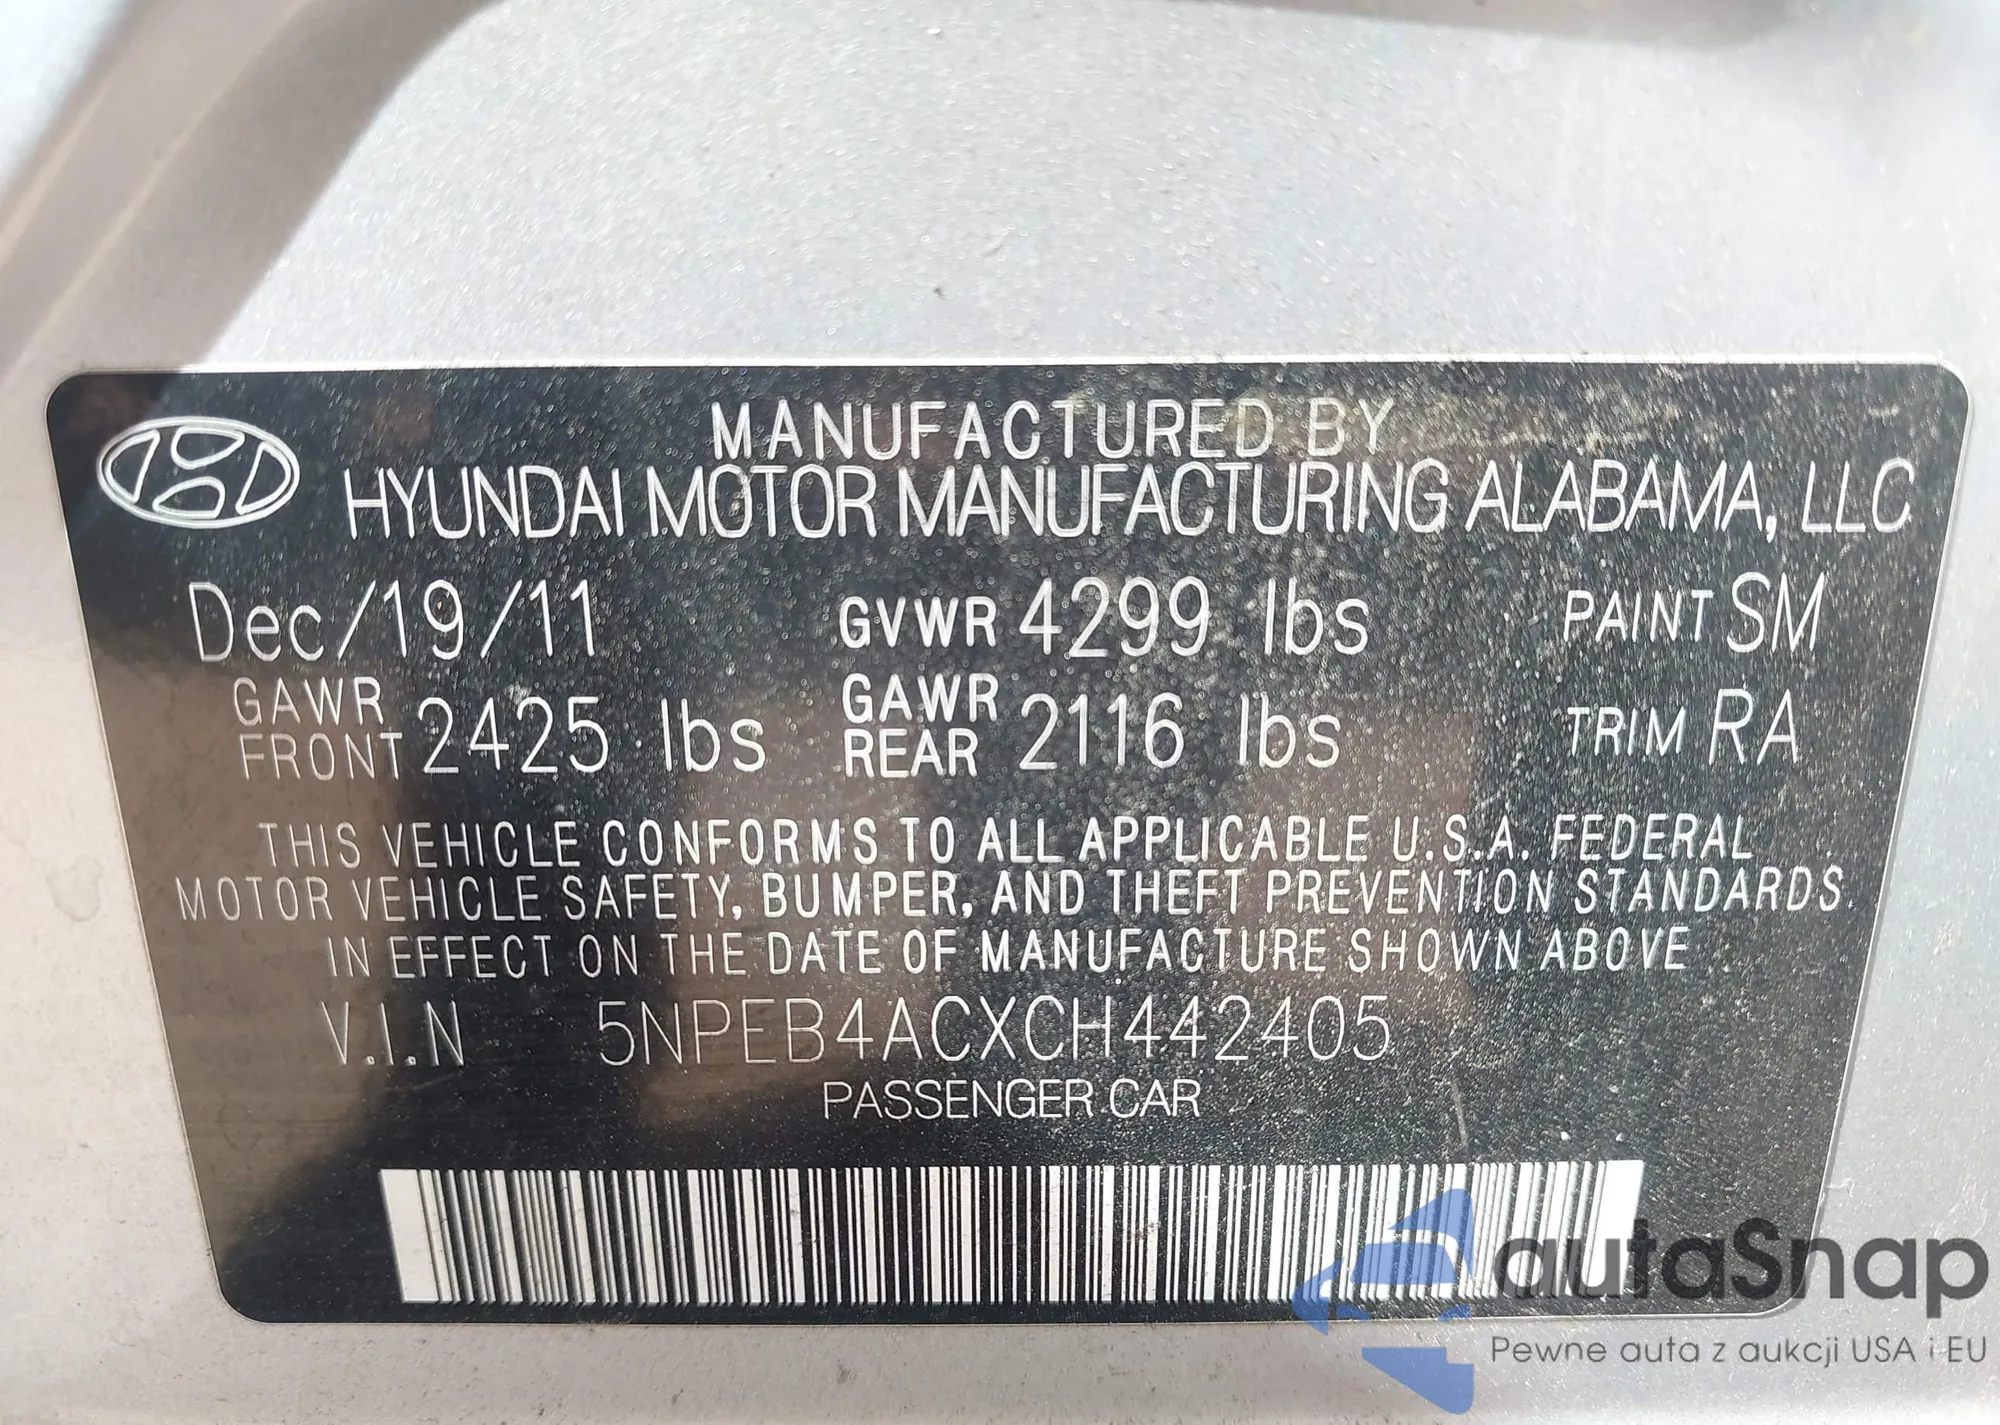 MANUFACTURED BY
HYUNDAI MOTOR MANUFACTURING ALABAMA, LLC
Dec/19/11 GVWR 4299 lbs PAINT SM
GAWR FRONT 2425 lbs GAWR REAR 2116 lbs TRIM RA
THIS VEHICLE CONFORMS TO ALL APPLICABLE U.S.A. FEDERAL
MOTOR VEHICLE SAFETY, BUMPER, AND THEFT PREVENTION STANDARDS
IN EFFECT ON THE DATE OF MANUFACTURE SHOWN ABOVE
V.I.N 5NPEB4ACXCH442405
PASSENGER CAR
autaSnap
Pewne auta z aukcji USA i EU